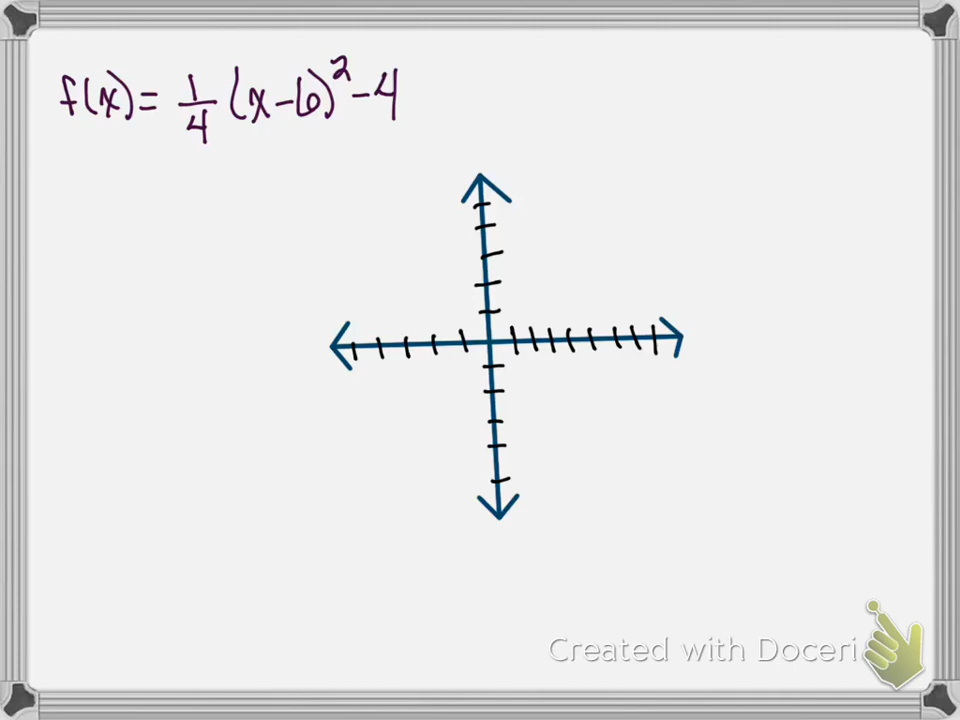 f(x) = 1/4 (x-6)² - 4
Created with Doceri